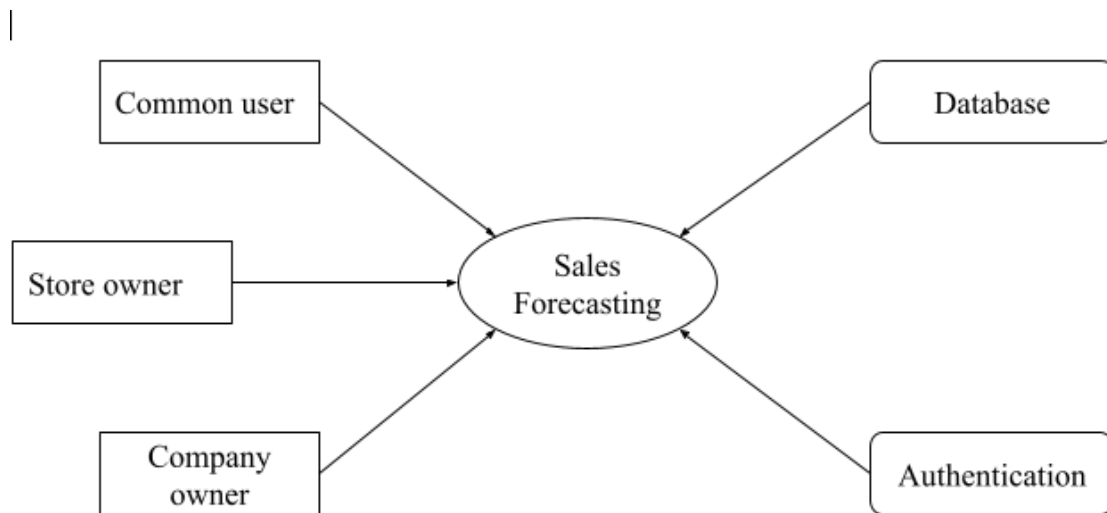 Common user
Database
Store owner
Sales
Forecasting
Company
owner
Authentication